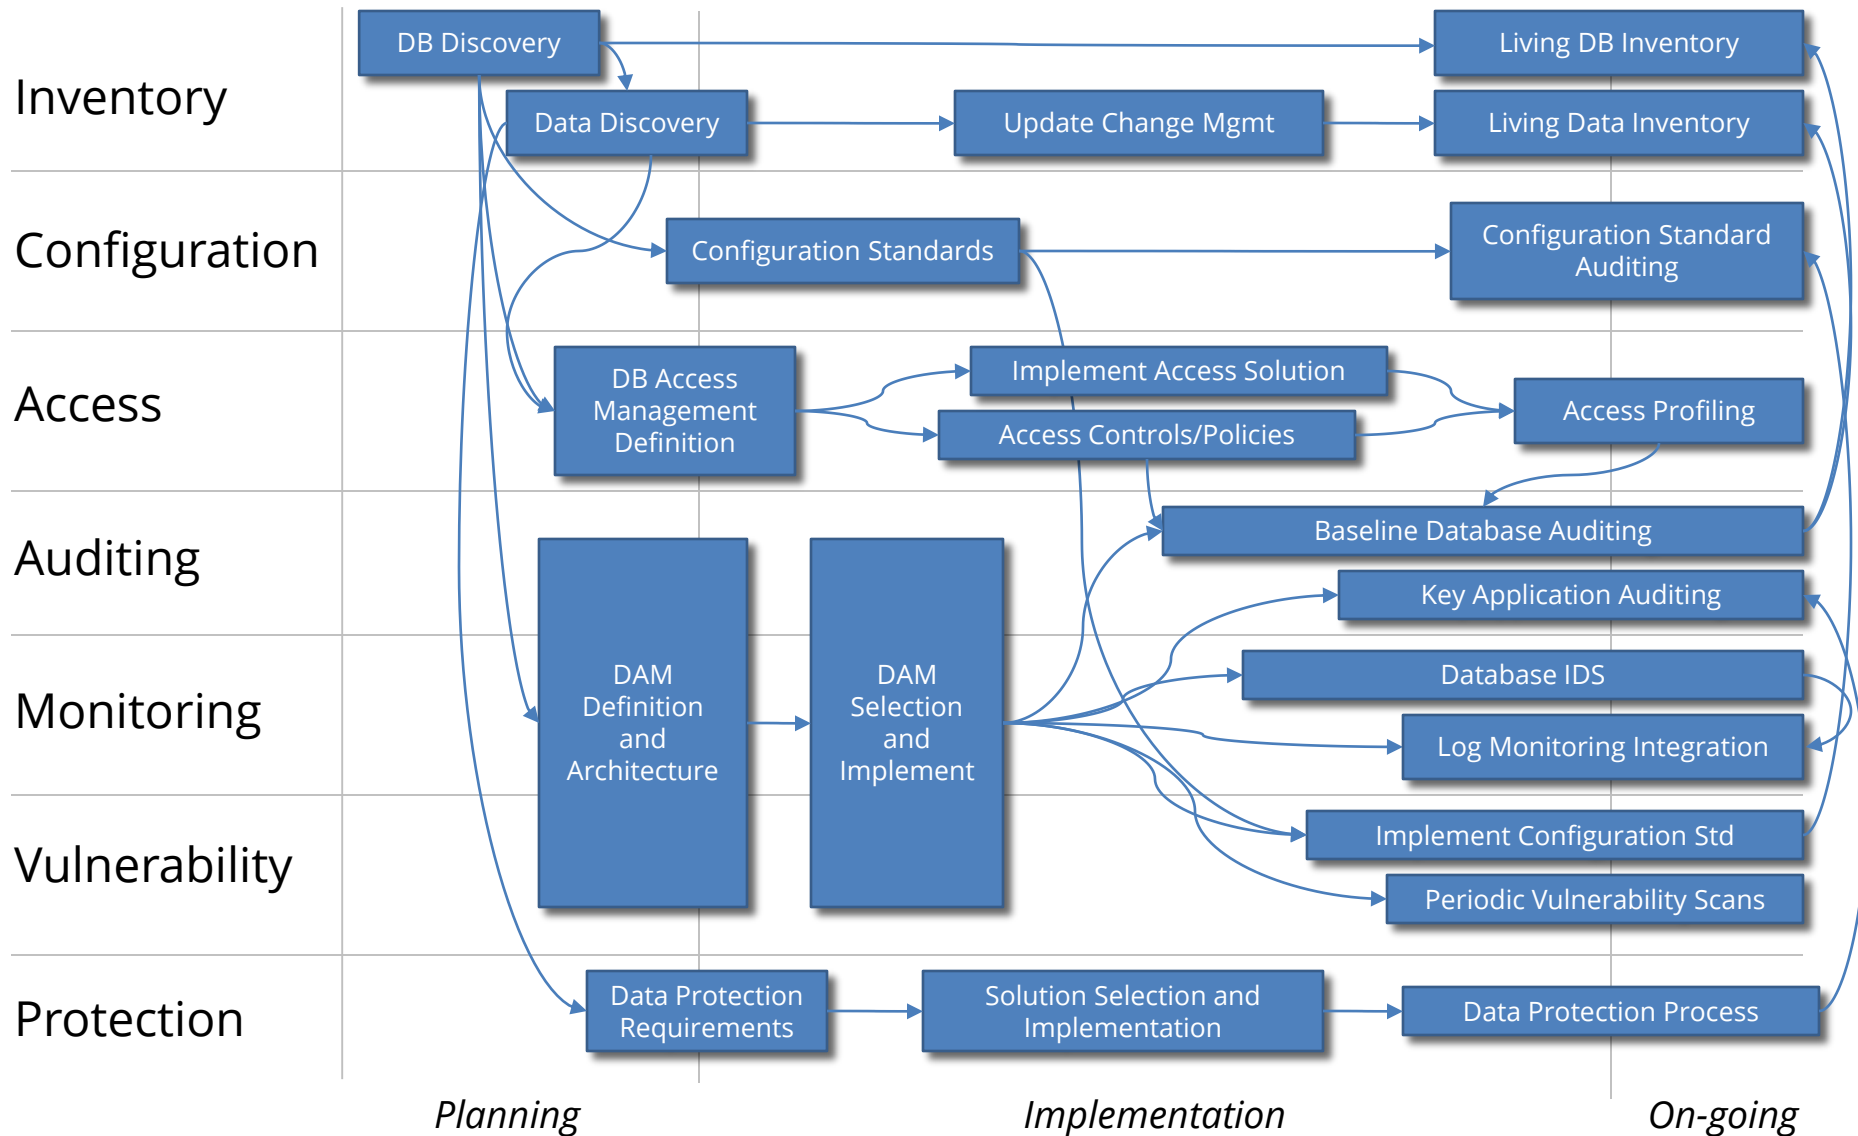 DB Discovery
Living DB Inventory
Inventory
Data Discovery
Update Change Mgmt
Living Data Inventory
Configuration
Configuration Standards
Configuration Standard
Auditing
Access
DB Access
Management
Definition
Implement Access Solution
Access Controls/Policies
Access Profiling
Auditing
Baseline Database Auditing
Key Application Auditing
Monitoring
DAM
Definition
and
Architecture
DAM
Selection
and
Implement
Database IDS
Log Monitoring Integration
Vulnerability
Implement Configuration Std
Periodic Vulnerability Scans
Protection
Data Protection
Requirements
Solution Selection and
Implementation
Data Protection Process
Planning
Implementation
On-going